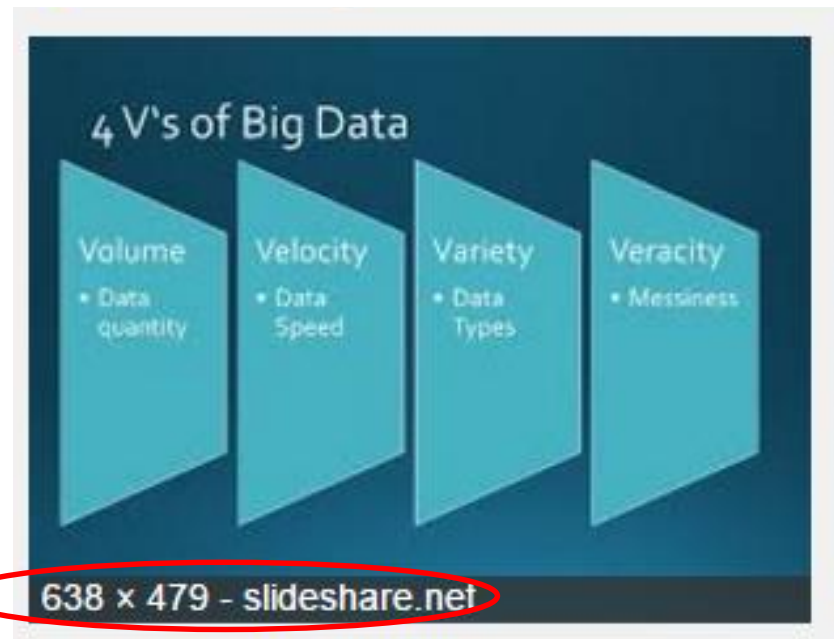 4 V's of Big Data
Volume
• Data
quantity
Velocity
• Data
Speed
Variety
• Data
Types
Veracity
• Messiness
638 × 479 - slideshare.net